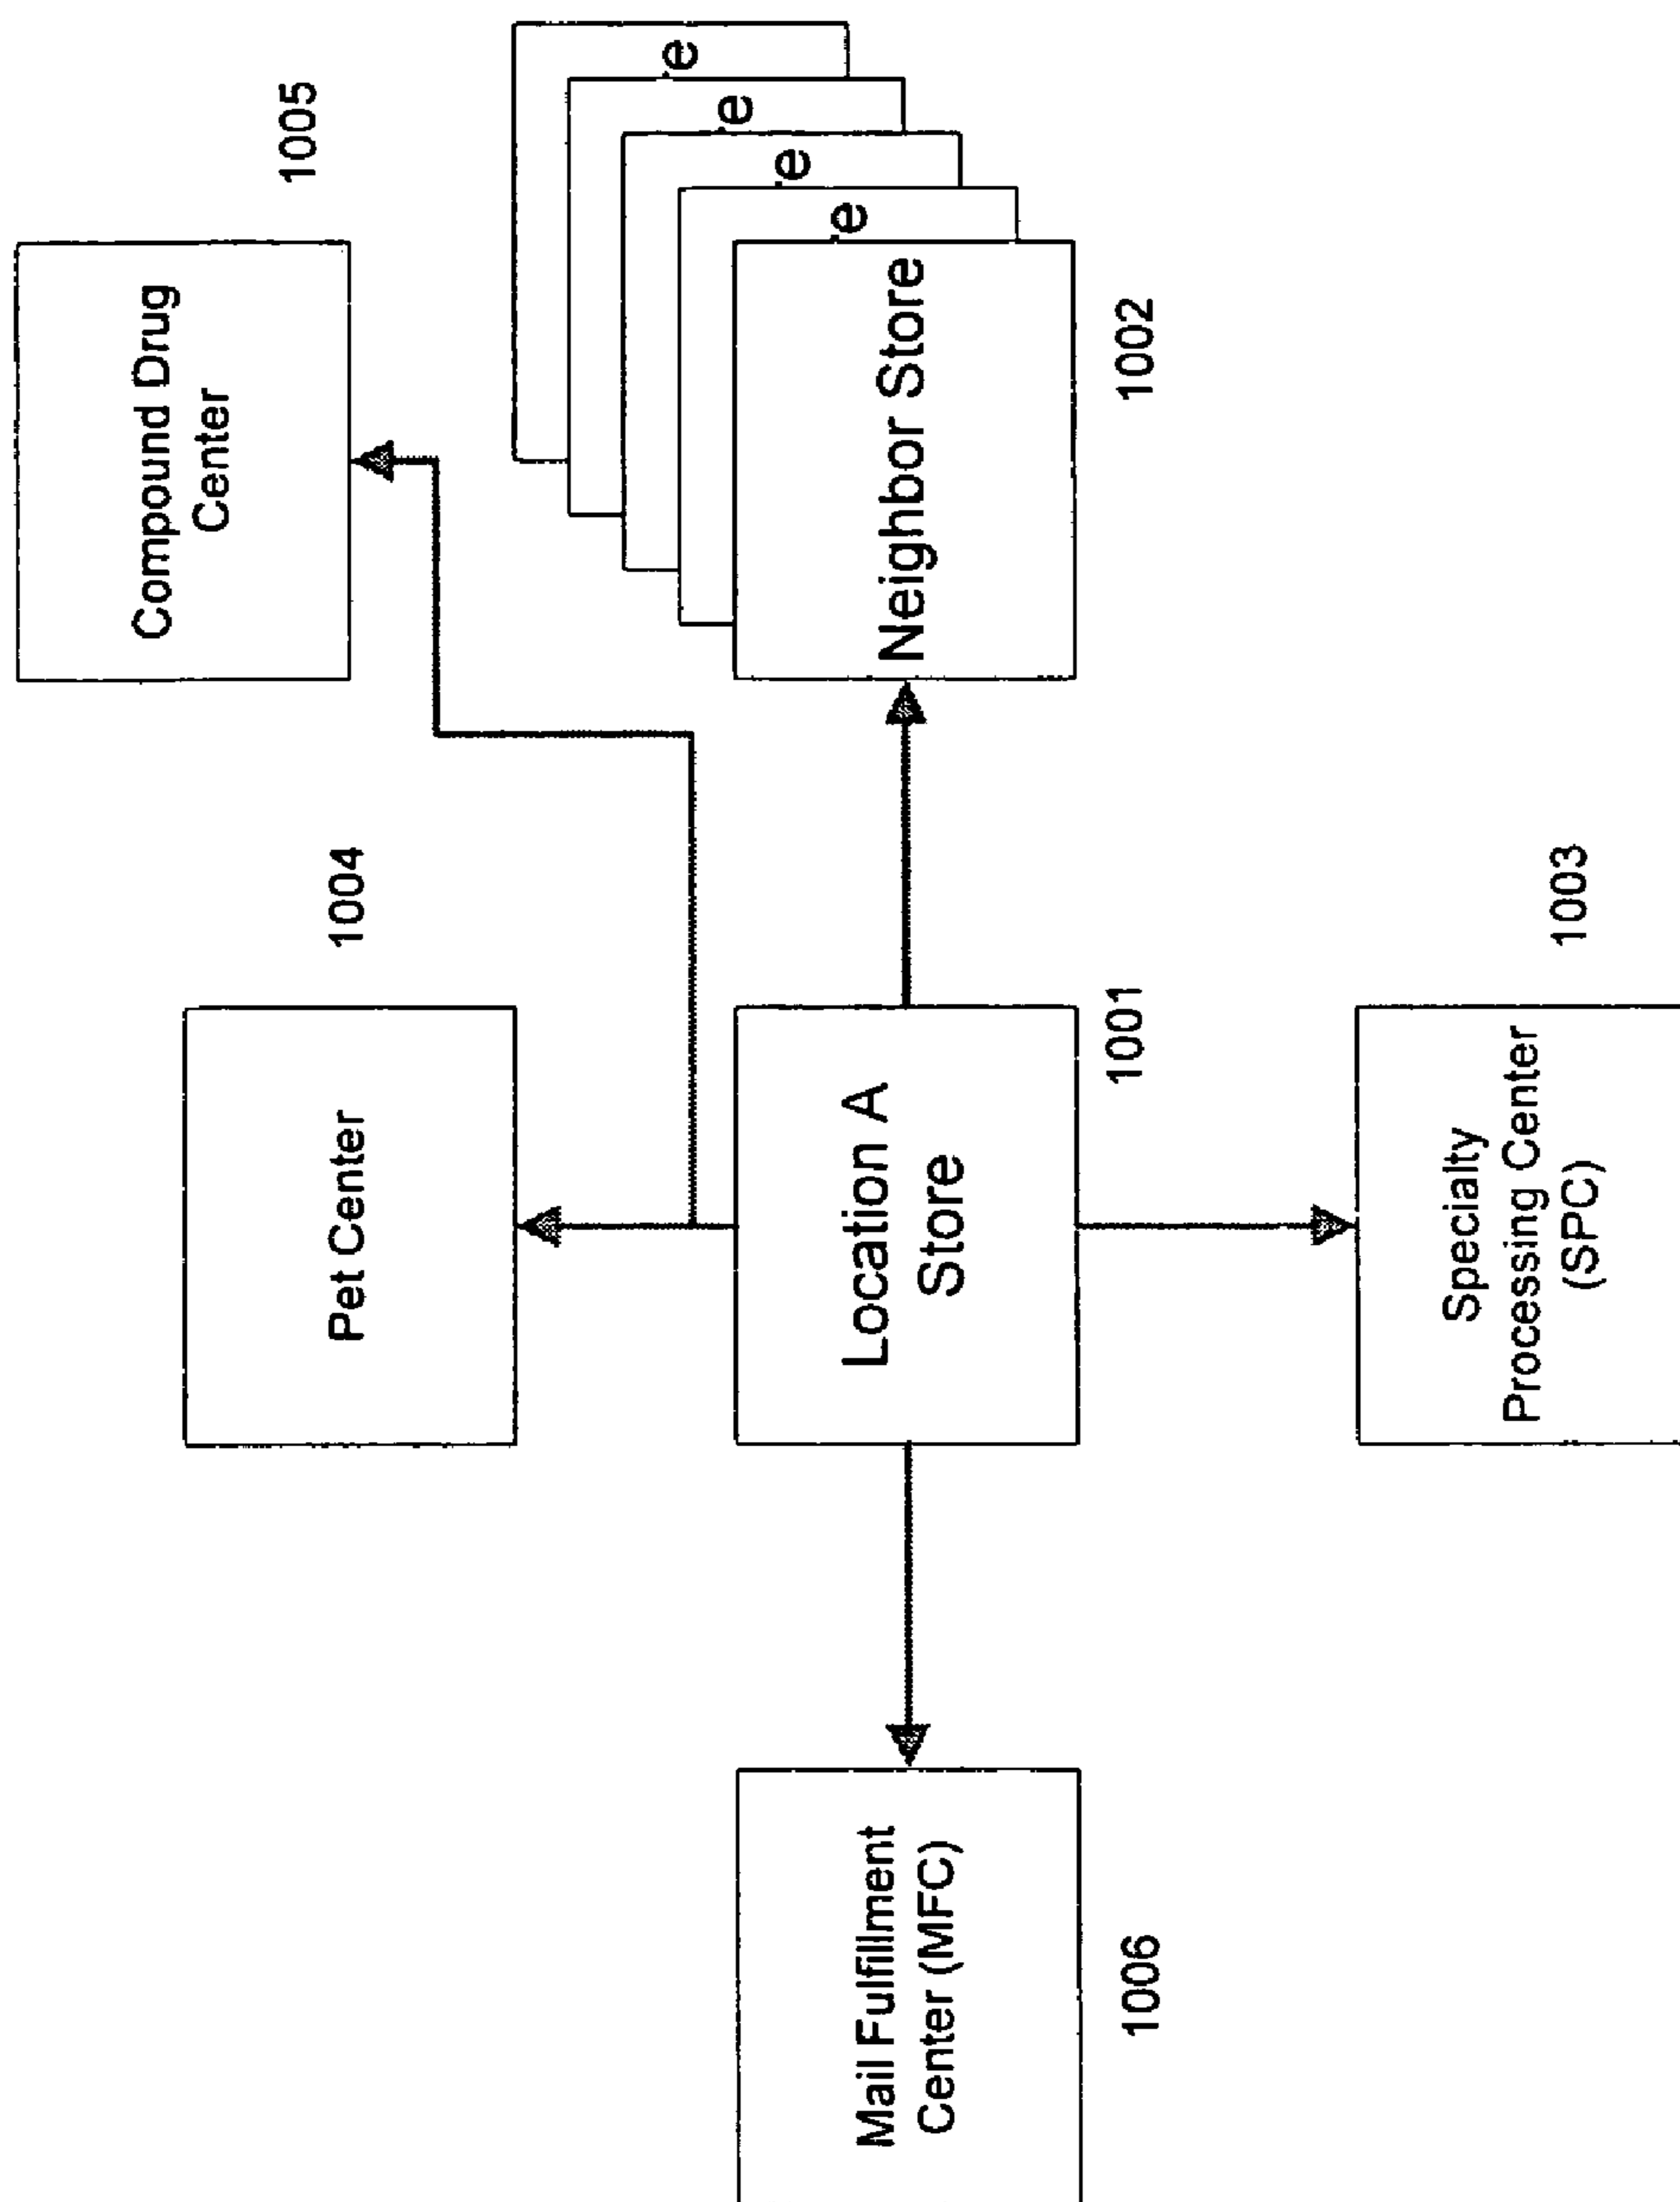 1005
Compound Drug
Center
e
e
e
e
Neighbor Store
1002
1004
Pet Center
Location A
Store
1001
1003
Specialty
Processing Center
(SPC)
Mail Fulfillment
Center (MFC)
1006